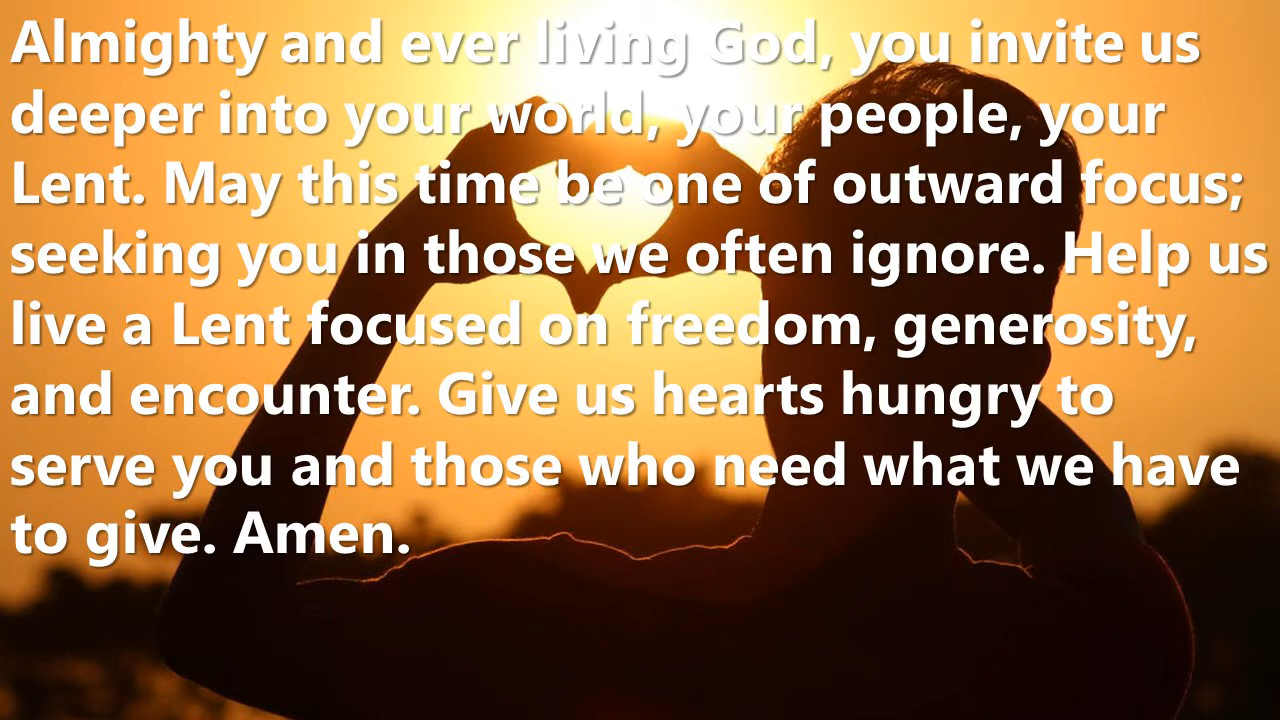 Almighty and ever living God, you invite us
deeper into your world, your people, your
Lent. May this time be one of outward focus;
seeking you in those we often ignore. Help us
live a Lent focused on freedom, generosity,
and encounter. Give us hearts hungry to
serve you and those who need what we have
to give. Amen.